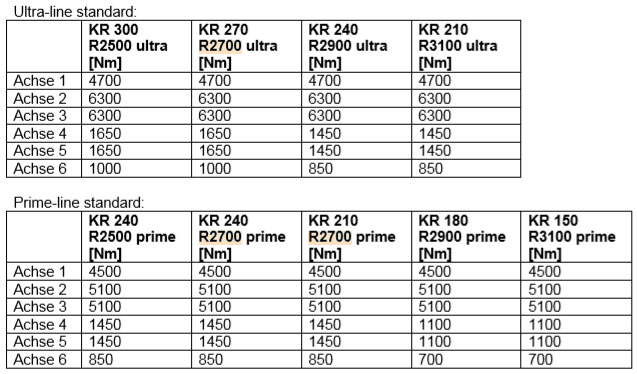 Ultra-line standard:
KR 300 KR 270 KR 240 KR 210
R2500 ultra R2700 ultra R2900 ultra R3100 ultra
[Nm] [Nm] [Nm] [Nm]
Achse 1 4700 4700 4700 4700
Achse 2 6300 6300 6300 6300
Achse 3 6300 6300 6300 6300
Achse 4 1650 1650 1450 1450
Achse 5 1650 1650 1450 1450
Achse 6 1000 1000 850 850
Prime-line standard:
KR 240 KR 240 KR 210 KR 180 KR 150
R2500 prime R2700 prime R2700 prime R2900 prime R3100 prime
[Nm] [Nm] [Nm] [Nm] [Nm]
Achse 1 4500 4500 4500 4500 4500
Achse 2 5100 5100 5100 5100 5100
Achse 3 5100 5100 5100 5100 5100
Achse 4 1450 1450 1450 1100 1100
Achse 5 1450 1450 1450 1100 1100
Achse 6 850 850 850 700 700